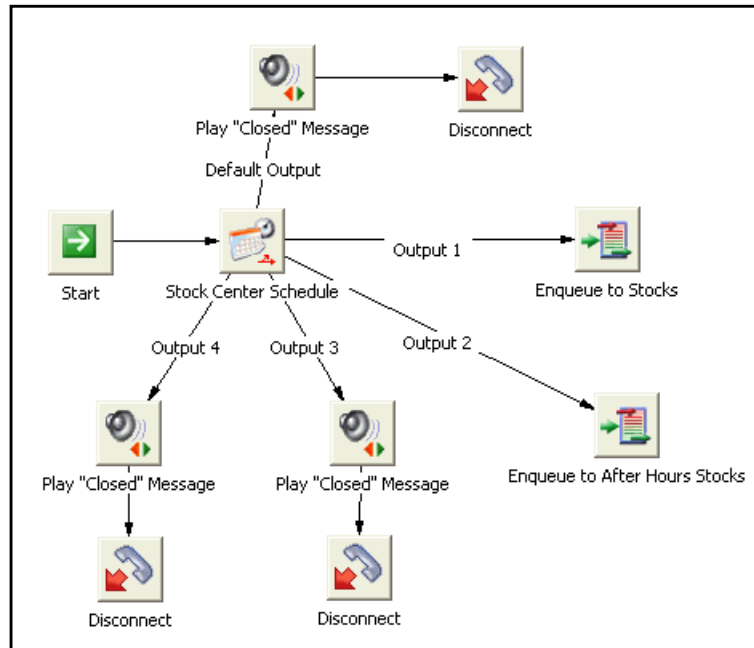 Play "Closed" Message
Disconnect
Default Output
Start
Stock Center Schedule
Output 1
Enqueue to Stocks
Output 2
Output 4
Output 3
Enqueue to After Hours Stocks
Play "Closed" Message
Play "Closed" Message
Disconnect
Disconnect